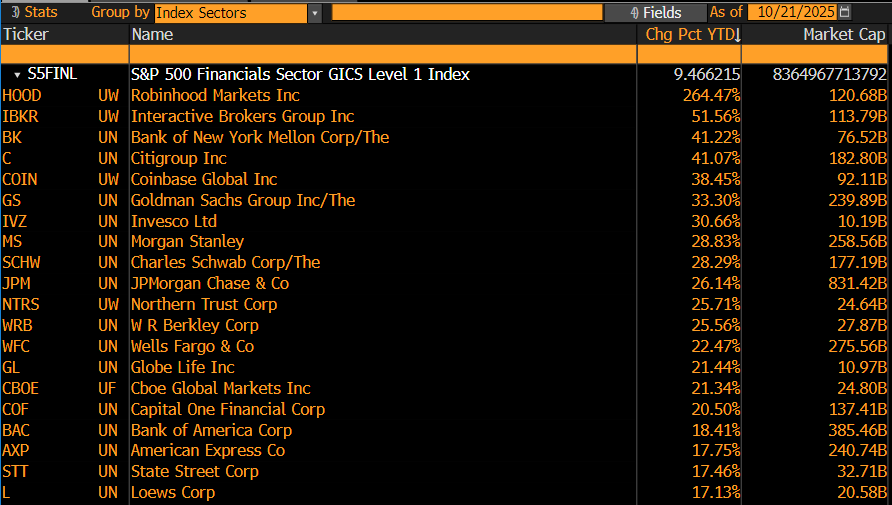 3) Stats Group by Index Sectors 4) Fields As of 10/21/2025
Ticker Name Chg Pct YTD↓ Market Cap
S5FINL S&P 500 Financials Sector GICS Level 1 Index 9.466215 8364967713792
HOOD UW Robinhood Markets Inc 264.47% 120.68B
IBKR UW Interactive Brokers Group Inc 51.56% 113.79B
BK UN Bank of New York Mellon Corp/The 41.22% 76.52B
C UN Citigroup Inc 41.07% 182.80B
COIN UW Coinbase Global Inc 38.45% 92.11B
GS UN Goldman Sachs Group Inc/The 33.30% 239.89B
IVZ UN Invesco Ltd 30.66% 10.19B
MS UN Morgan Stanley 28.83% 258.56B
SCHW UN Charles Schwab Corp/The 28.29% 177.19B
JPM UN JPMorgan Chase & Co 26.14% 831.42B
NTRS UW Northern Trust Corp 25.71% 24.64B
WRB UN W R Berkley Corp 25.56% 27.87B
WFC UN Wells Fargo & Co 22.47% 275.56B
GL UN Globe Life Inc 21.44% 10.97B
CBOE UF Cboe Global Markets Inc 21.34% 24.80B
COF UN Capital One Financial Corp 20.50% 137.41B
BAC UN Bank of America Corp 18.41% 385.46B
AXP UN American Express Co 17.75% 240.74B
STT UN State Street Corp 17.46% 32.71B
L UN Loews Corp 17.13% 20.58B